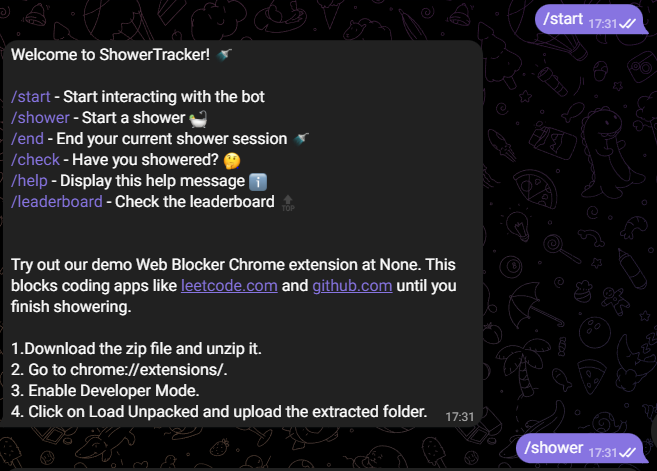 /start 17:31
Welcome to ShowerTracker! 🚿
/start - Start interacting with the bot
/shower - Start a shower 🛀
/end - End your current shower session 🚿
/check - Have you showered? 🤔
/help - Display this help message ℹ️
/leaderboard - Check the leaderboard 🔝
Try out our demo Web Blocker Chrome extension at None. This
blocks coding apps like leetcode.com and github.com until you
finish showering.
1.Download the zip file and unzip it.
2. Go to chrome://extensions/.
3. Enable Developer Mode.
4. Click on Load Unpacked and upload the extracted folder. 17:31
/shower 17:31